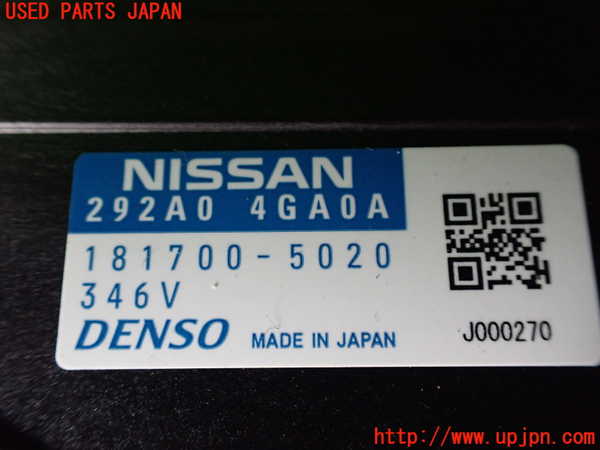 USED PARTS JAPAN
NISSAN
292A0 4GA0A
181700-5020
346V
DENSO MADE IN JAPAN
J000270
http://www.upjpn.com/